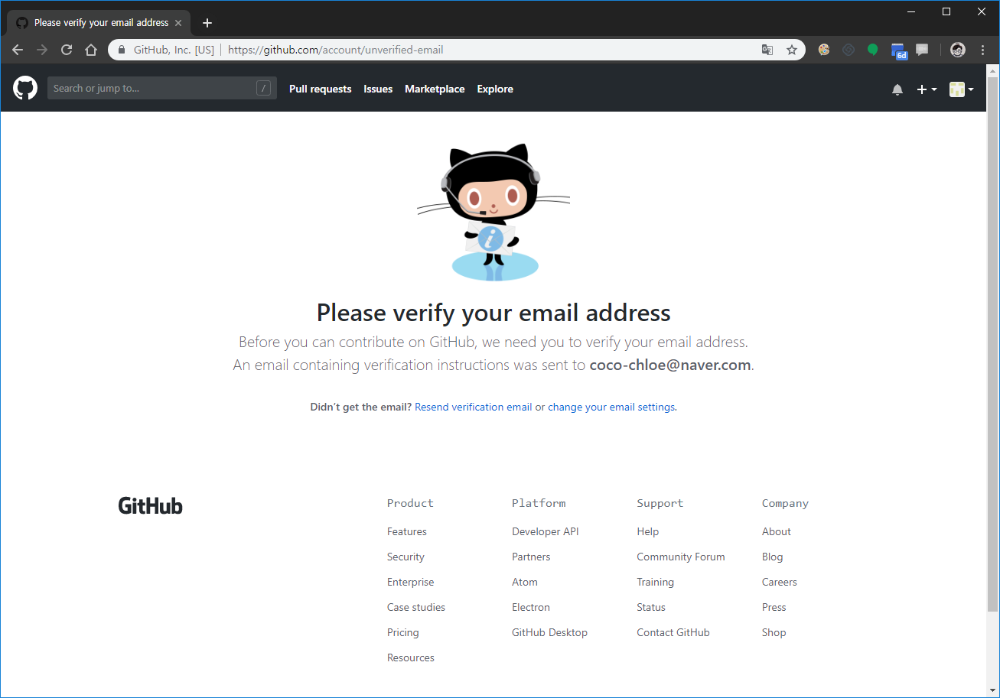 Please verify your email address
GitHub, Inc. [US] | https://github.com/account/unverified-email
6d
Search or jump to... /
Pull requests Issues Marketplace Explore
i
Please verify your email address
Before you can contribute on GitHub, we need you to verify your email address.
An email containing verification instructions was sent to coco-chloe@naver.com.
Didn’t get the email? Resend verification email or change your email settings.
GitHub
Product
Features
Security
Enterprise
Case studies
Pricing
Resources
Platform
Developer API
Partners
Atom
Electron
GitHub Desktop
Support
Help
Community Forum
Training
Status
Contact GitHub
Company
About
Blog
Careers
Press
Shop